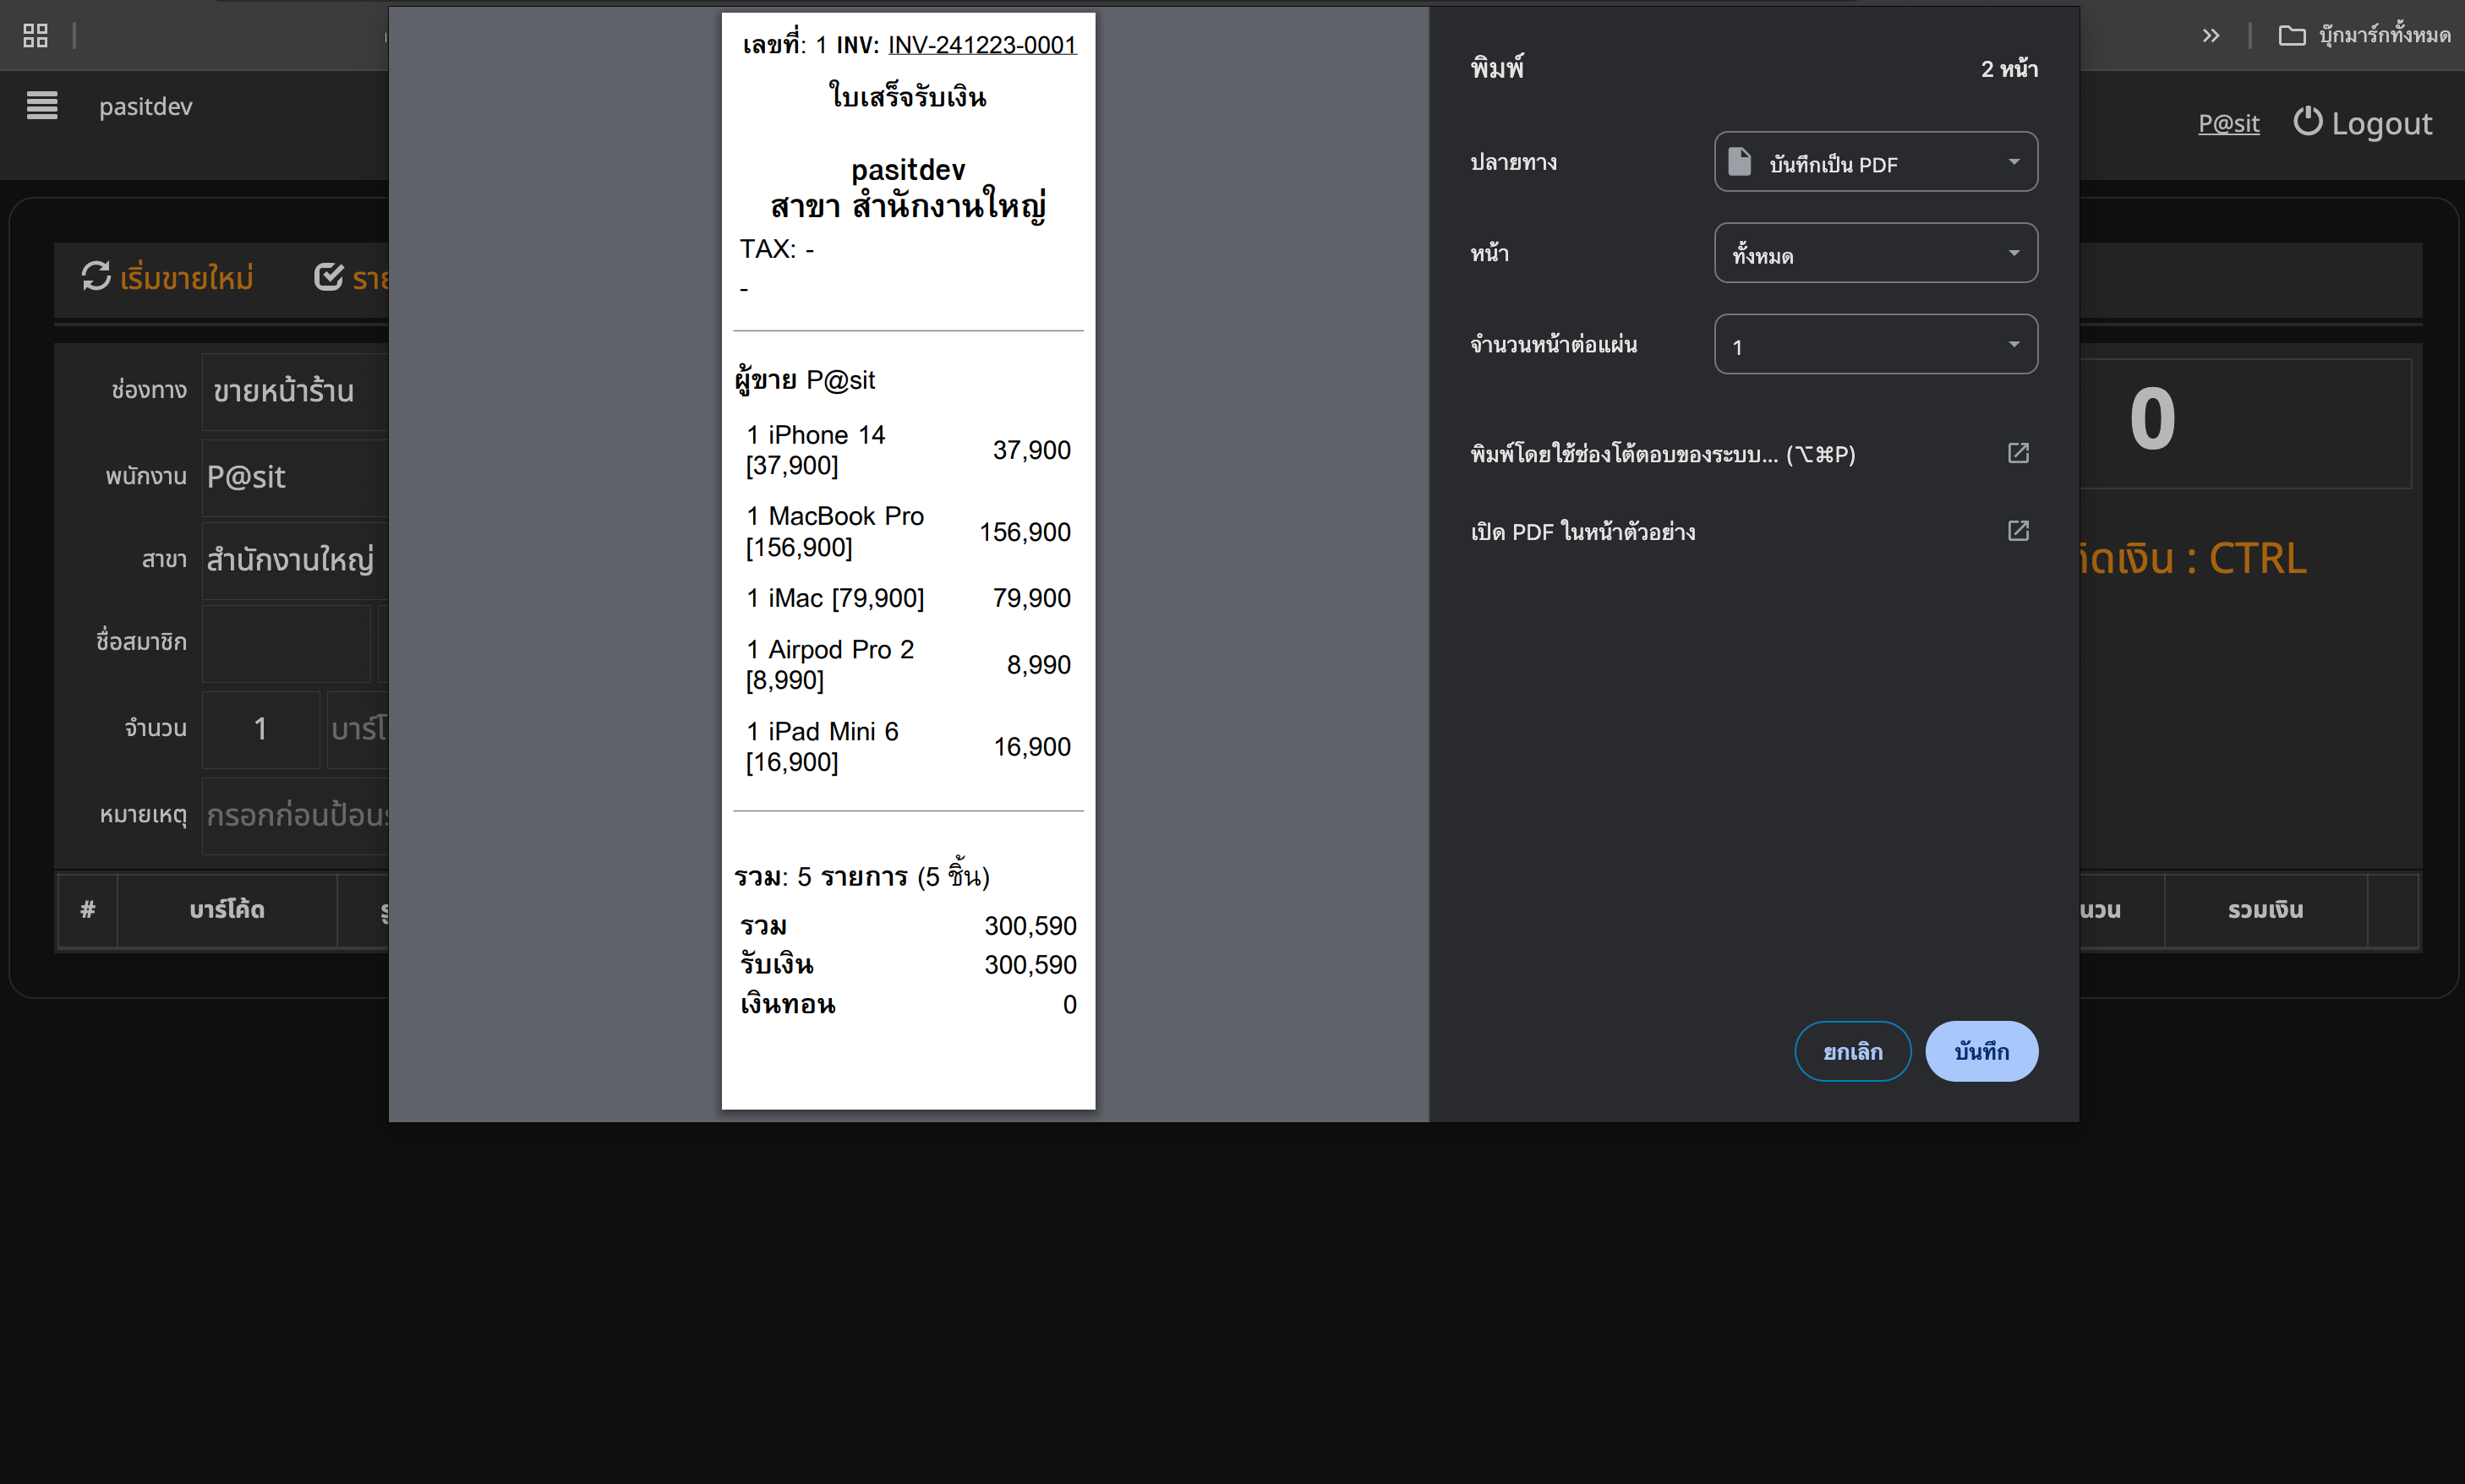 บุ๊กมาร์กทั้งหมด
pasitdev
P@sit
Logout
เริ่มขายใหม่
ช่องทาง
ขายหน้าร้าน
พนักงาน
P@sit
สาขา
สำนักงานใหญ่
ชื่อสมาชิก
จำนวน
1
หมายเหตุ
กรอกก่อนป้อน
#
บาร์โค้ด
เลขที่: 1 INV: INV-241223-0001
ใบเสร็จรับเงิน
pasitdev
สาขา สำนักงานใหญ่
TAX: -
-
ผู้ขาย P@sit
1 iPhone 14
[37,900]
37,900
1 MacBook Pro
[156,900]
156,900
1 iMac [79,900]
79,900
1 Airpod Pro 2
[8,990]
8,990
1 iPad Mini 6
[16,900]
16,900
รวม: 5 รายการ (5 ชิ้น)
รวม 300,590
รับเงิน 300,590
เงินทอน 0
พิมพ์
2 หน้า
ปลายทาง
บันทึกเป็น PDF
หน้า
ทั้งหมด
จำนวนหน้าต่อแผ่น
1
พิมพ์โดยใช้ช่องโต้ตอบของระบบ... (⌥⌘P)
เปิด PDF ในหน้าตัวอย่าง
ยกเลิก
บันทึก
0
: CTRL
รวมเงิน